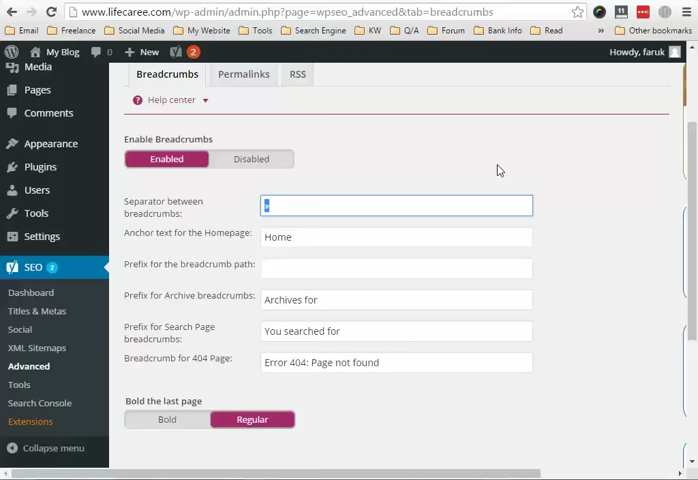 www.lifecaree.com/wp-admin/admin.php?page=wpseo_advanced&tab=breadcrumbs
Email Freelance Social Media My Website Tools Search Engine KW Q/A Forum Bank Info Read » Other bookmarks
My Blog 0 New 2 Howdy, faruk
Media
Pages
Comments
Appearance
Plugins
Users
Tools
Settings
SEO 2
Dashboard
Titles & Metas
Social
XML Sitemaps
Advanced
Tools
Search Console
Extensions
Collapse menu
Breadcrumbs Permalinks RSS
Help center
Enable Breadcrumbs
Enabled Disabled
Separator between
breadcrumbs:
»
Anchor text for the Homepage: Home
Prefix for the breadcrumb path:
Prefix for Archive breadcrumbs: Archives for
Prefix for Search Page
breadcrumbs:
You searched for
Breadcrumb for 404 Page: Error 404: Page not found
Bold the last page
Bold Regular